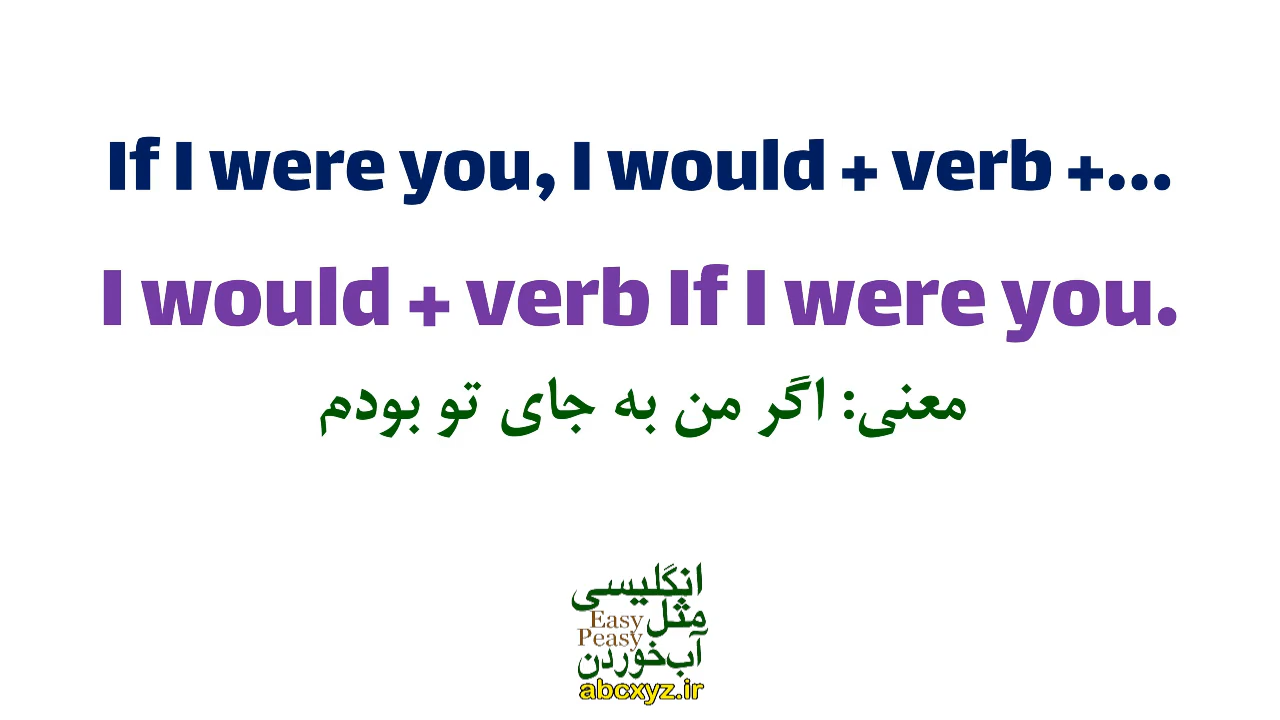 If I were you, I would + verb +...
I would + verb If I were you.
معنی: اگر من به جای تو بودم
انگلیسی
مثل
Easy
Peasy
آب‌خوردن
abcxyz.ir